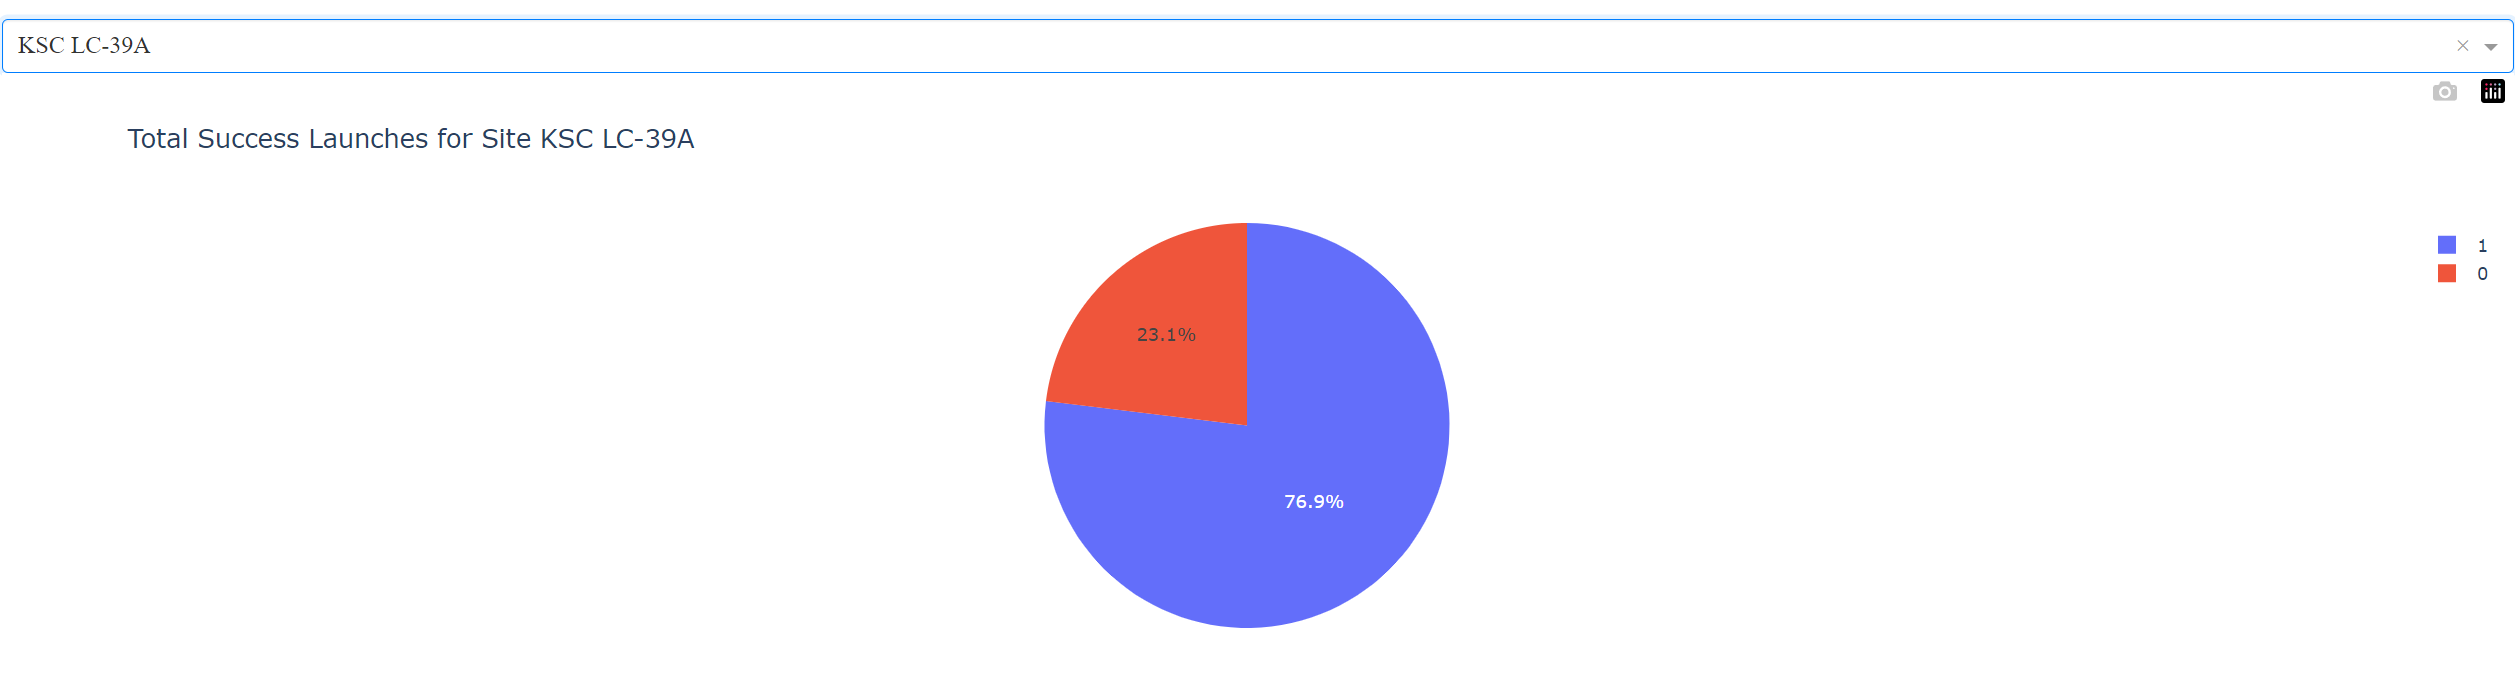 KSC LC-39A
Total Success Launches for Site KSC LC-39A
1
0
23.1%
76.9%